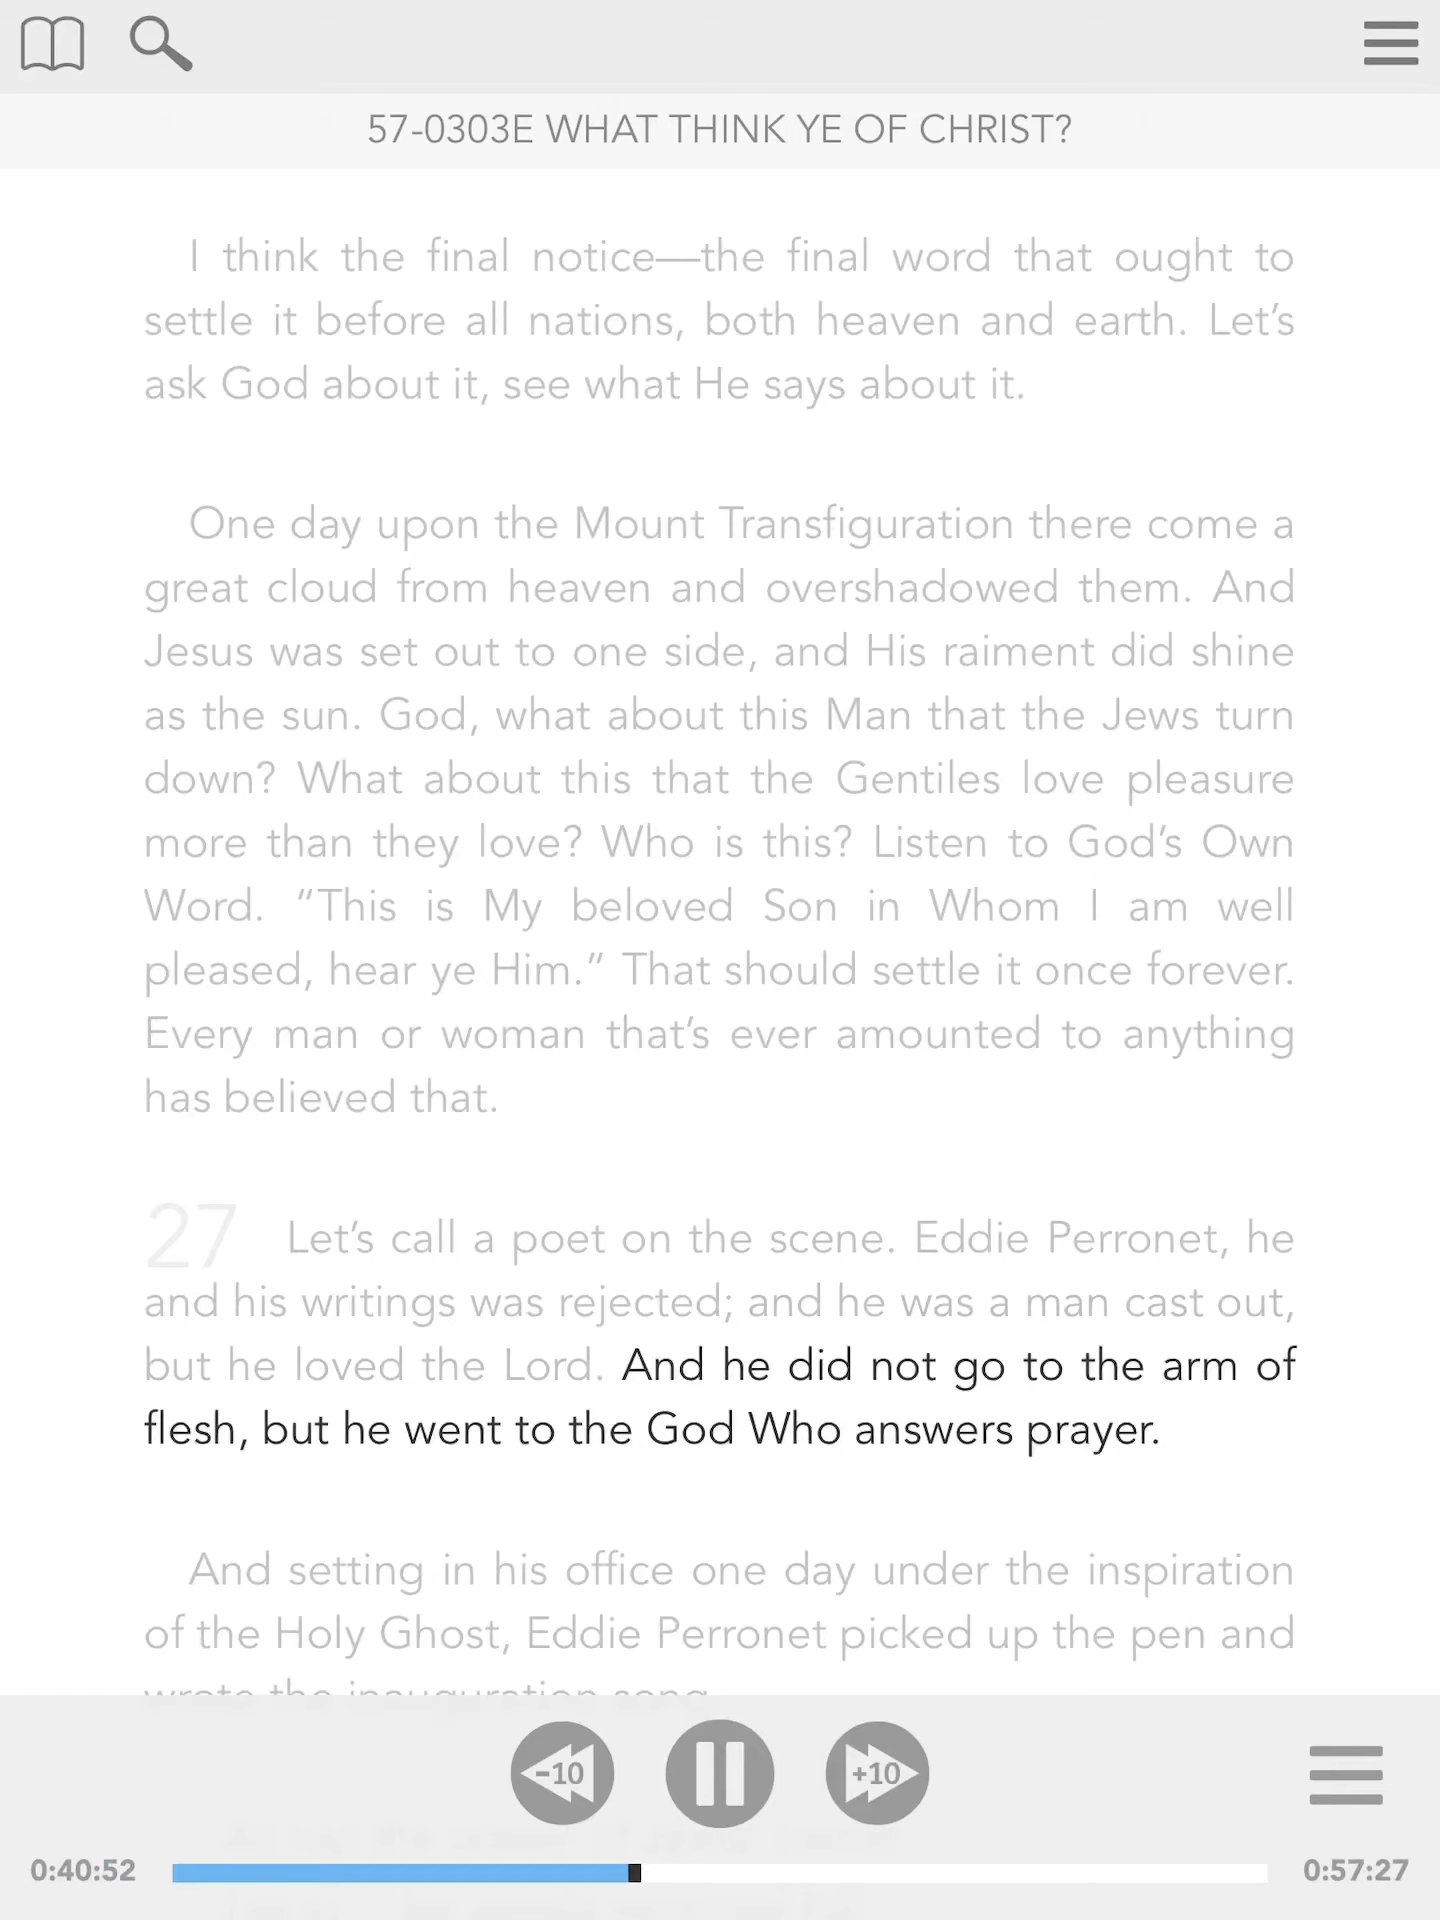 57-0303E WHAT THINK YE OF CHRIST?
I think the final notice—the final word that ought to
settle it before all nations, both heaven and earth. Let’s
ask God about it, see what He says about it.
One day upon the Mount Transfiguration there come a
great cloud from heaven and overshadowed them. And
Jesus was set out to one side, and His raiment did shine
as the sun. God, what about this Man that the Jews turn
down? What about this that the Gentiles love pleasure
more than they love? Who is this? Listen to God’s Own
Word. “This is My beloved Son in Whom I am well
pleased, hear ye Him.” That should settle it once forever.
Every man or woman that’s ever amounted to anything
has believed that.
27 Let’s call a poet on the scene. Eddie Perronet, he
and his writings was rejected; and he was a man cast out,
but he loved the Lord. And he did not go to the arm of
flesh, but he went to the God Who answers prayer.
And setting in his office one day under the inspiration
of the Holy Ghost, Eddie Perronet picked up the pen and
wrote the inauguration song
-10 +10
0:40:52 0:57:27